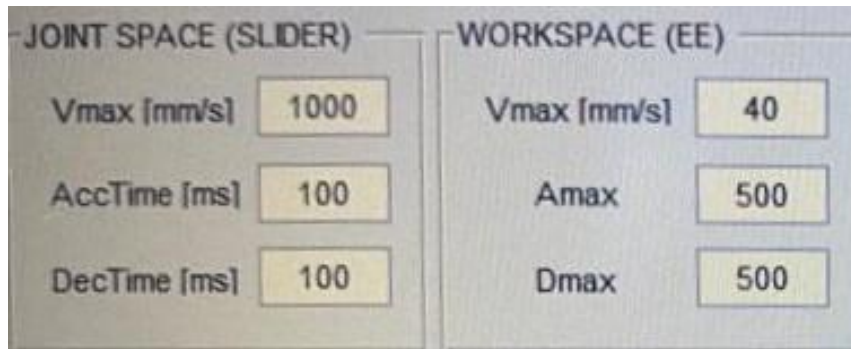 JOINT SPACE (SLIDER) WORKSPACE (EE)
Vmax [mm/s] 1000 Vmax [mm/s] 40
AccTime [ms] 100 Amax 500
DecTime [ms] 100 Dmax 500